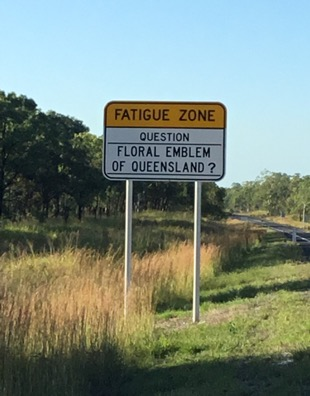 FATIGUE ZONE
QUESTION
FLORAL EMBLEM
OF QUEENSLAND?